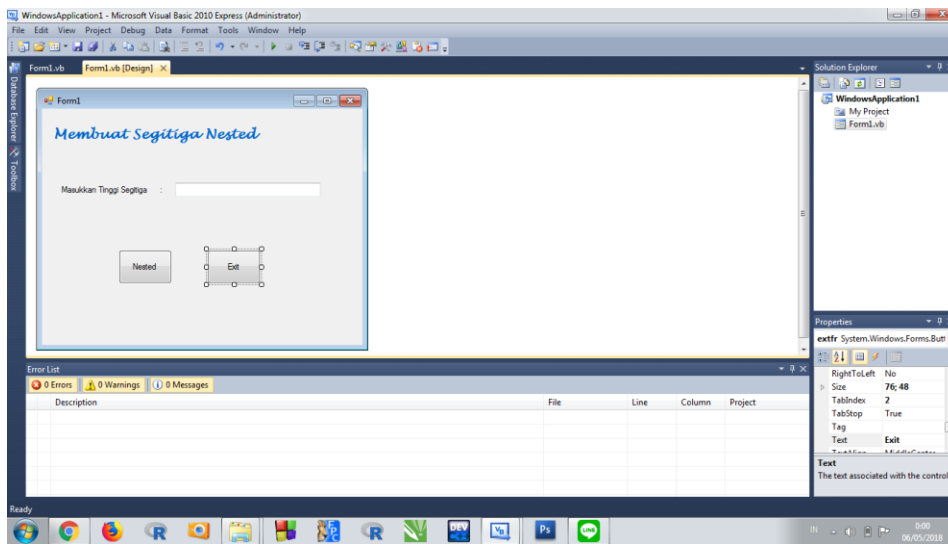 WindowsApplication1 - Microsoft Visual Basic 2010 Express (Administrator)
File Edit View Project Debug Data Format Tools Window Help
Form1.vb Form1.vb [Design]
Database Explorer
Toolbox
Form1
Membuat Segitiga Nested
Masukkan Tinggi Segitiga :
Nested Exit
Solution Explorer
WindowsApplication1
My Project
Form1.vb
Properties
extfr System.Windows.Forms.Butt
RightToLeft No
Size 76; 48
TabIndex 2
TabStop True
Tag
Text Exit
Text
The text associated with the control
Error List
0 Errors 0 Warnings 0 Messages
Description File Line Column Project
Ready
IN 0:00
06/05/2018